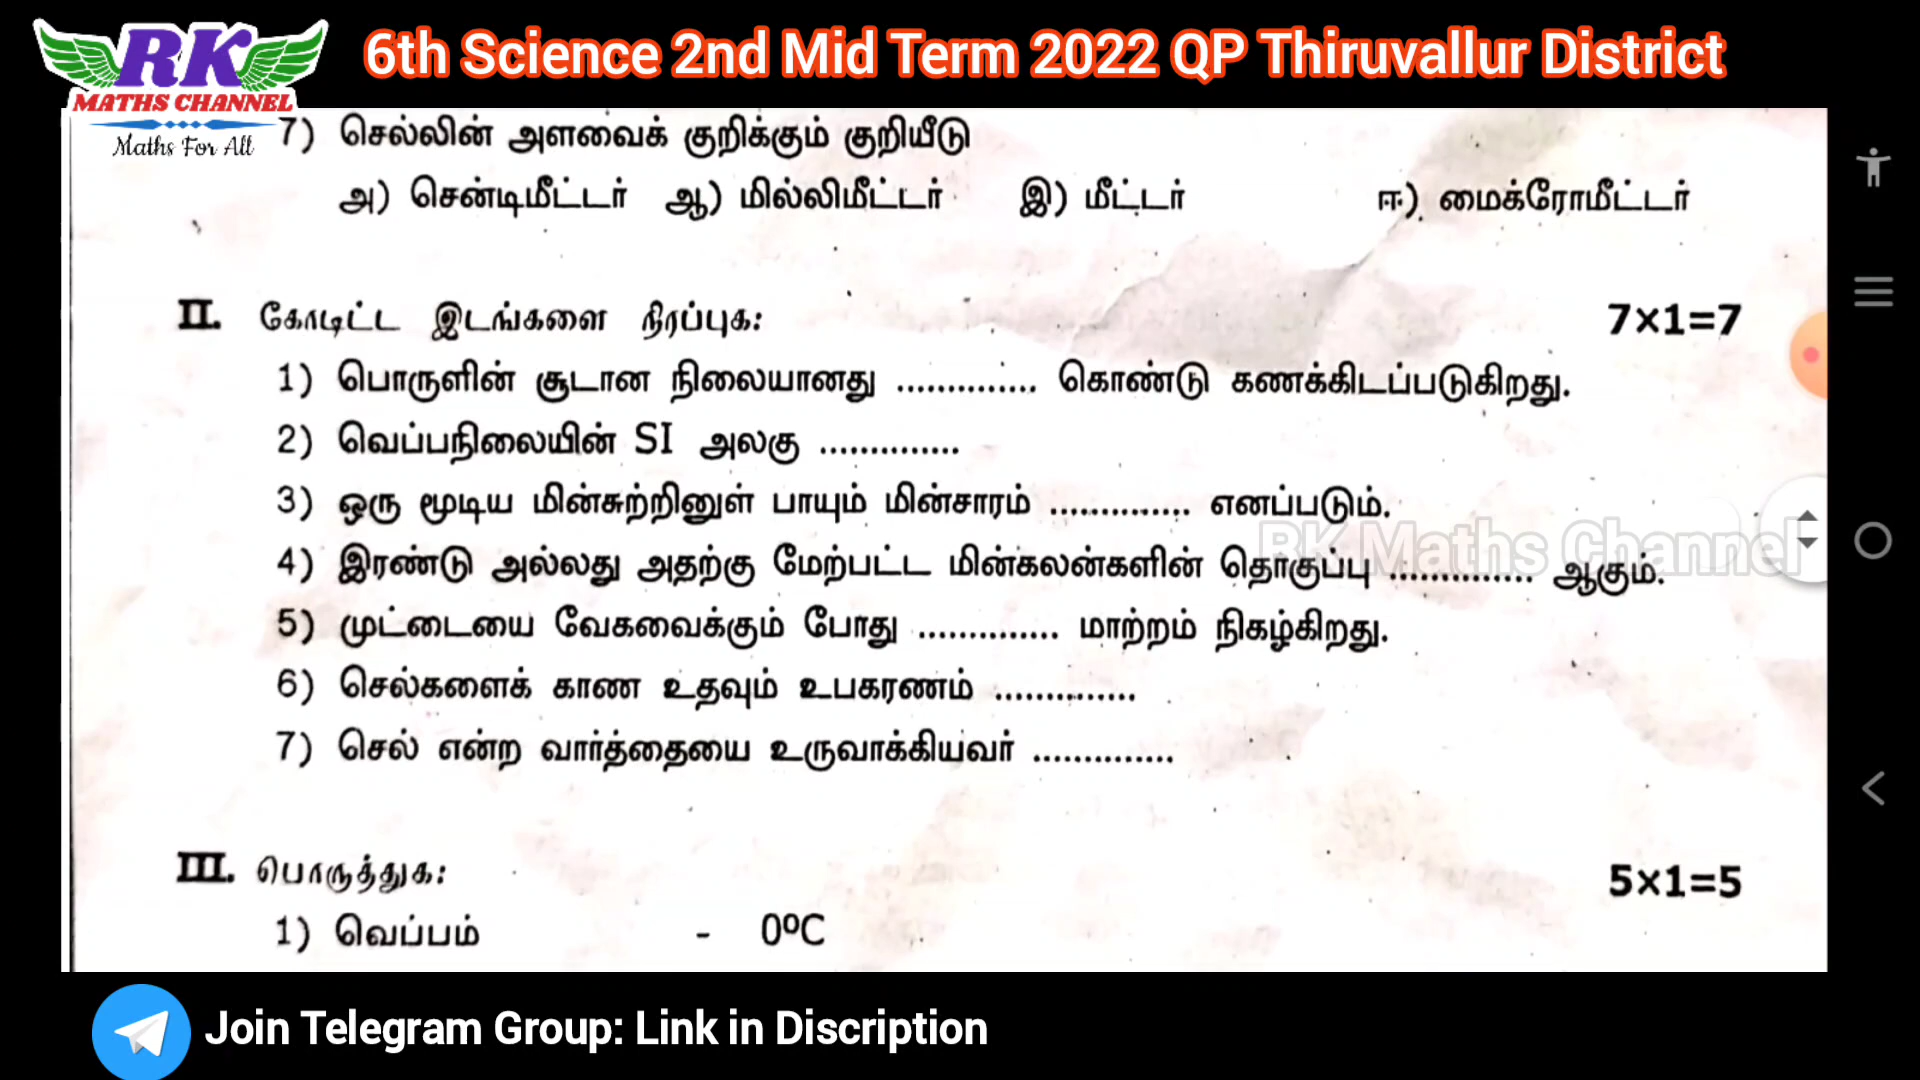 RK
MATHS CHANNEL
Maths For All
6th Science 2nd Mid Term 2022 QP Thiruvallur District
7) செல்லின் அளவைக் குறிக்கும் குறியீடு
அ) சென்டிமீட்டர் ஆ) மில்லிமீட்டர் இ) மீட்டர் ஈ) மைக்ரோமீட்டர்
II. கோடிட்ட இடங்களை நிரப்புக: 7×1=7
1) பொருளின் சூடான நிலையானது .............. கொண்டு கணக்கிடப்படுகிறது.
2) வெப்பநிலையின் SI அலகு ..............
3) ஒரு மூடிய மின்சுற்றினுள் பாயும் மின்சாரம் .............. எனப்படும்.
RK Maths Channel
4) இரண்டு அல்லது அதற்கு மேற்பட்ட மின்கலன்களின் தொகுப்பு .............. ஆகும்.
5) முட்டையை வேகவைக்கும் போது .............. மாற்றம் நிகழ்கிறது.
6) செல்களைக் காண உதவும் உபகரணம் ..............
7) செல் என்ற வார்த்தையை உருவாக்கியவர் ..............
III. பொருத்துக: 5×1=5
1) வெப்பம் - 0ºC
Join Telegram Group: Link in Discription